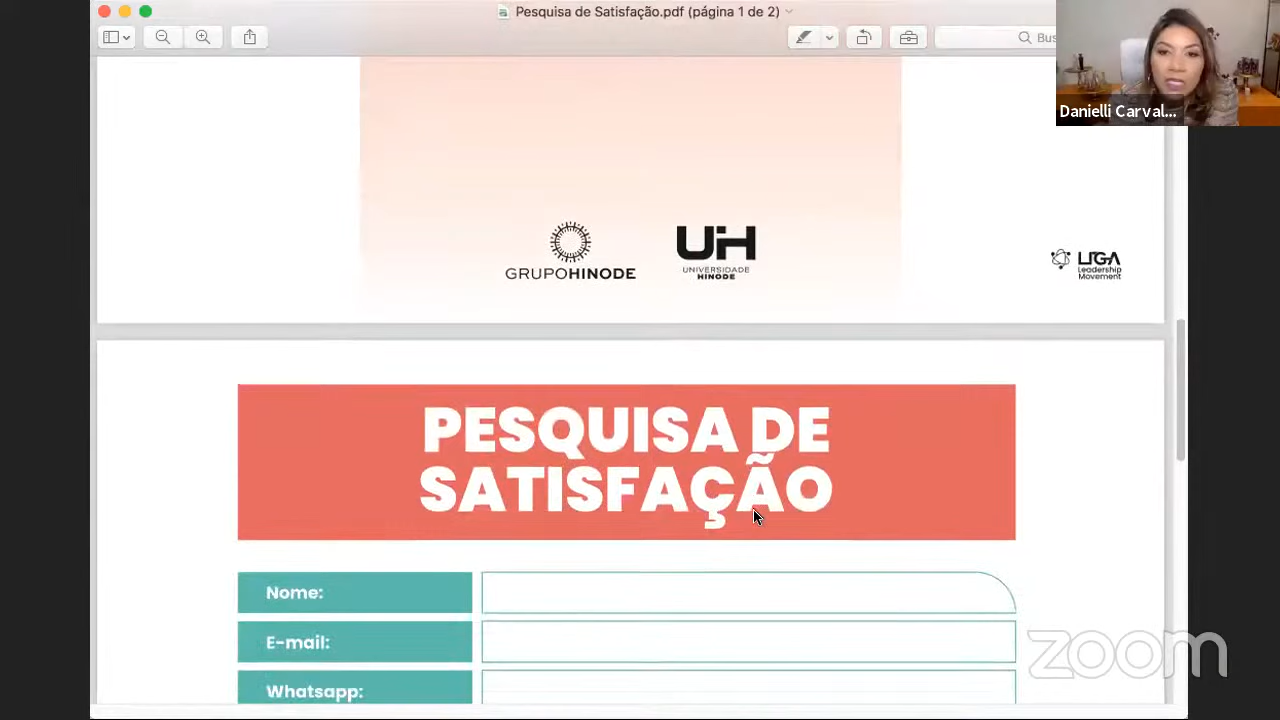 Pesquisa de Satisfação.pdf (página 1 de 2)
Bus
Danielli Carval...
GRUPOHINODE
UH
UNIVERSIDADE
HINODE
LIGA
Leadership
Movement
PESQUISA DE
SATISFAÇÃO
Nome:
E-mail:
Whatsapp:
zoom